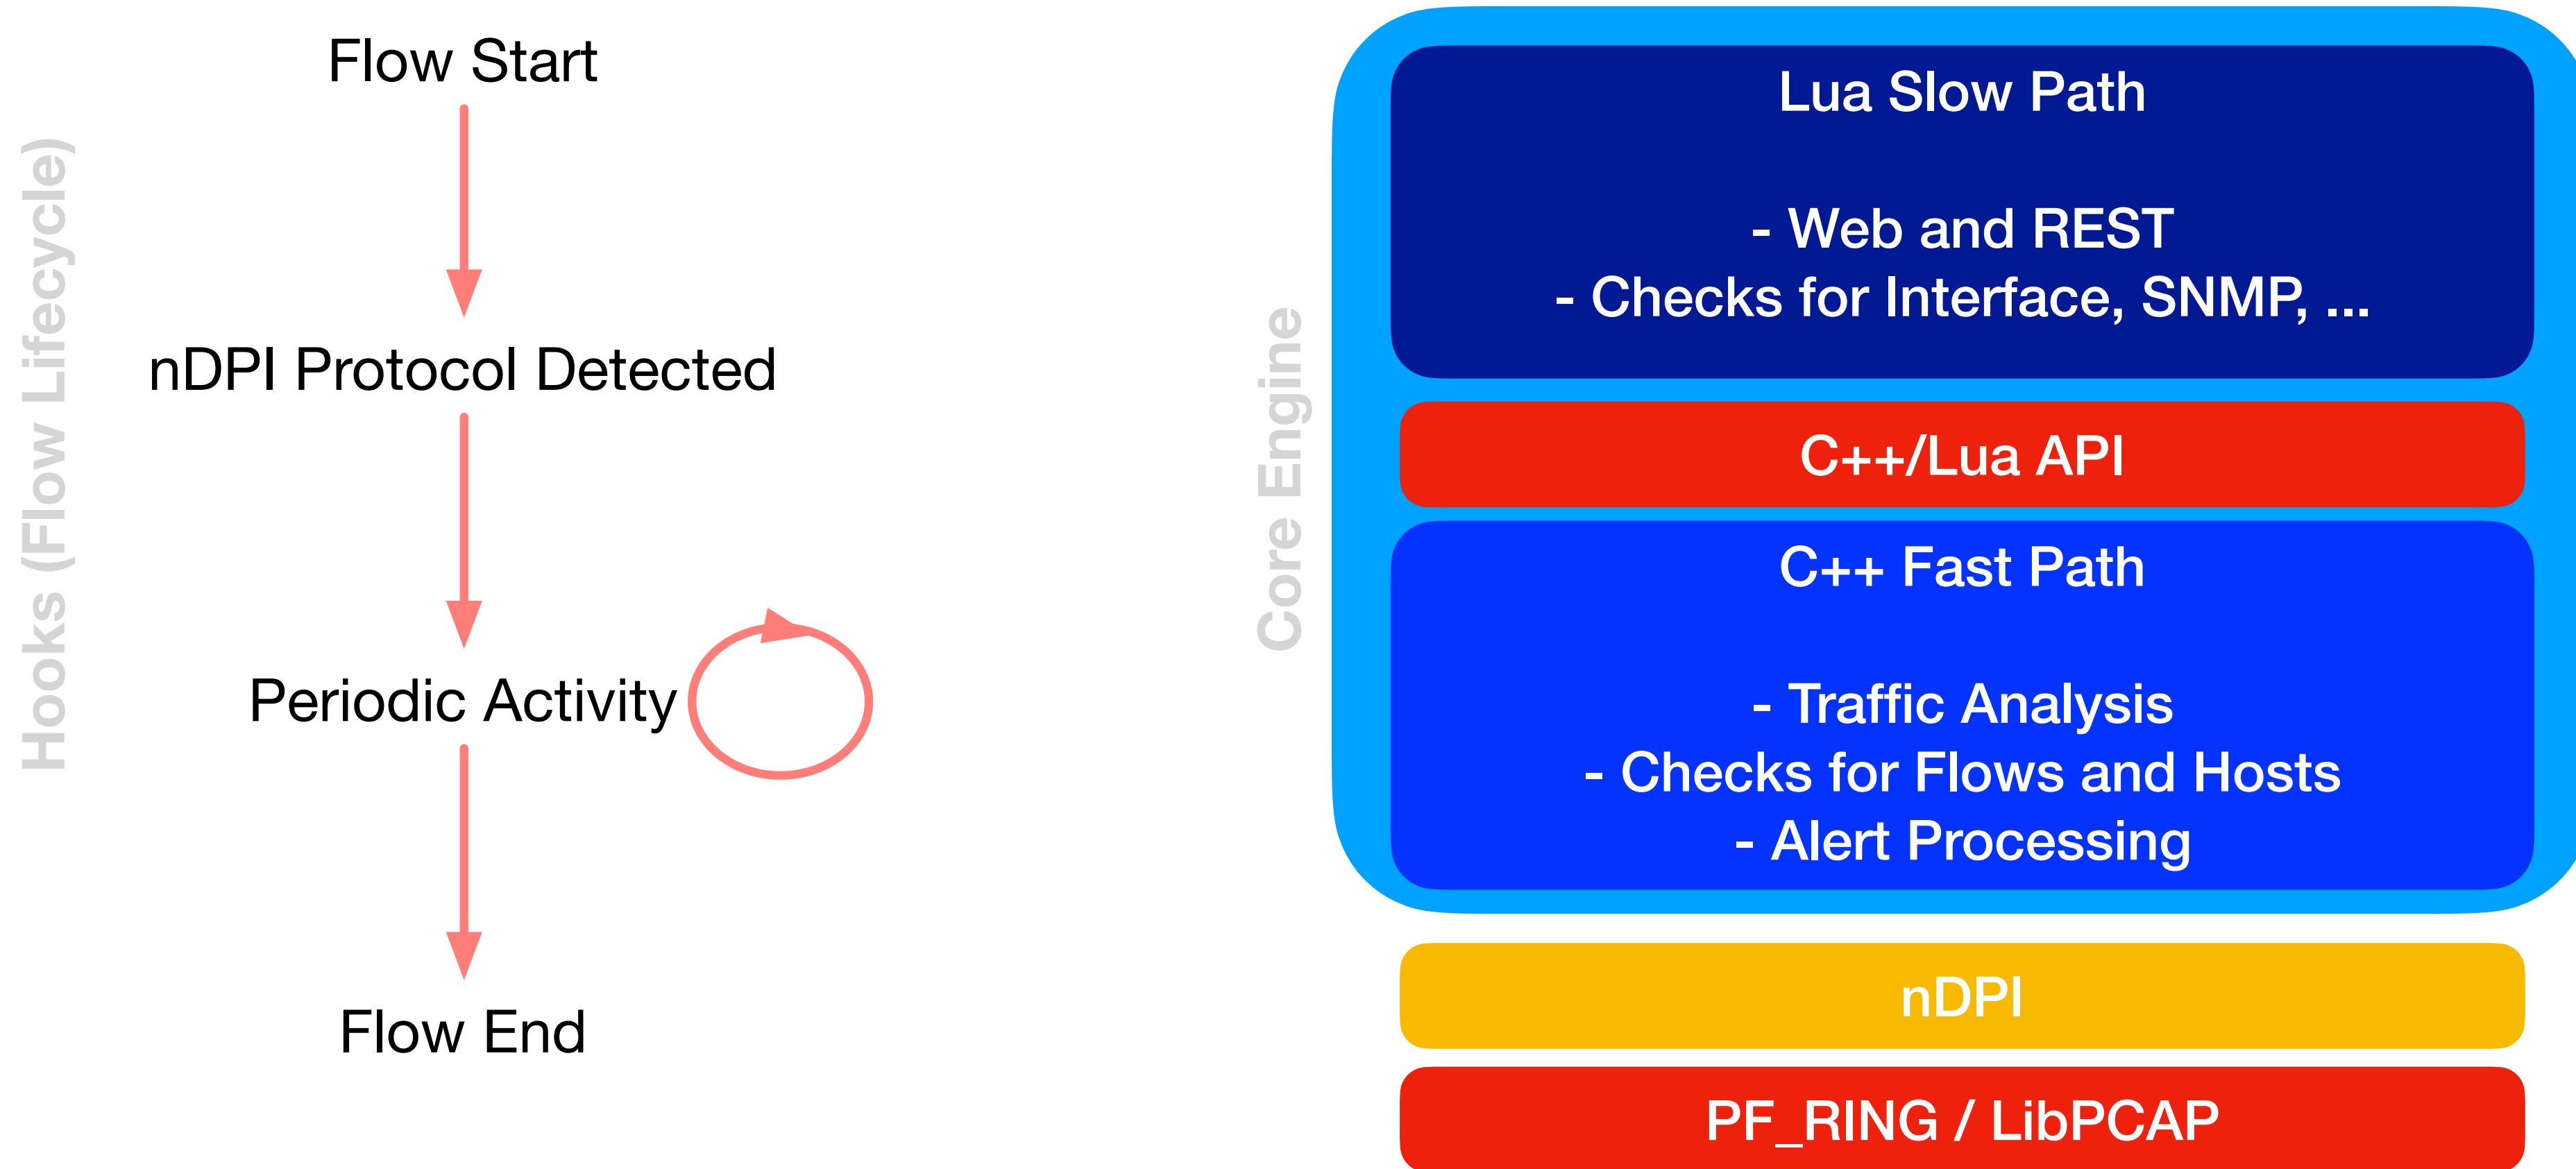 Hooks (Flow Lifecycle)
Flow Start
nDPI Protocol Detected
Periodic Activity
Flow End
Core Engine
Lua Slow Path
- Web and REST
- Checks for Interface, SNMP, ...
C++/Lua API
C++ Fast Path
- Traffic Analysis
- Checks for Flows and Hosts
- Alert Processing
nDPI
PF_RING / LibPCAP